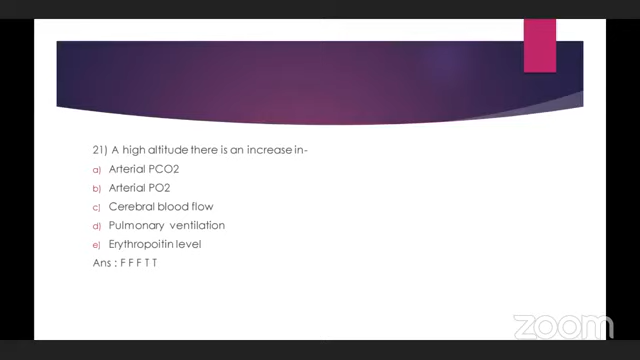 21) A high altitude there is an increase in-
a) Arterial PCO2
b) Arterial PO2
c) Cerebral blood flow
d) Pulmonary ventilation
e) Erythropoitin level
Ans : F F F T T
zoom